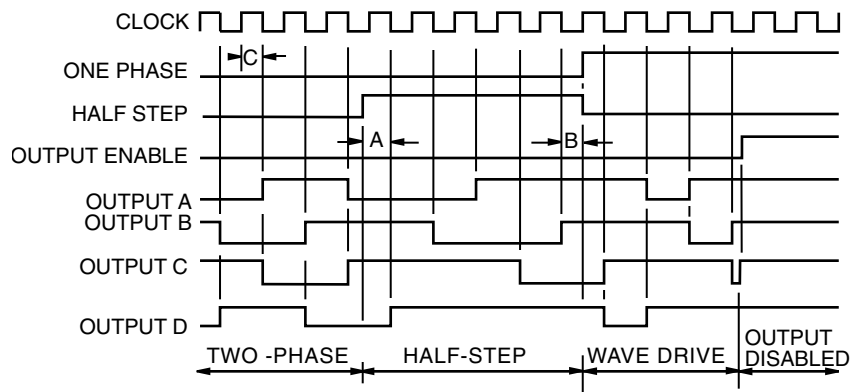 CLOCK
C
ONE PHASE
HALF STEP
A
B
OUTPUT ENABLE
OUTPUT A
OUTPUT B
OUTPUT C
OUTPUT D
TWO -PHASE
HALF-STEP
WAVE DRIVE
OUTPUT
DISABLED